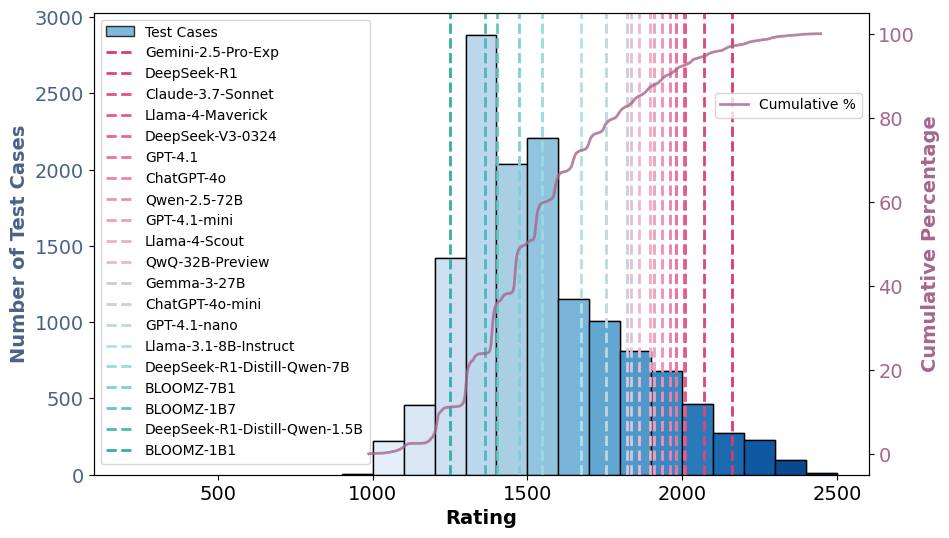 3000
2500
2000
1500
1000
500
0
Number of Test Cases
Test Cases
Gemini-2.5-Pro-Exp
DeepSeek-R1
Claude-3.7-Sonnet
Llama-4-Maverick
DeepSeek-V3-0324
GPT-4.1
ChatGPT-4o
Qwen-2.5-72B
GPT-4.1-mini
Llama-4-Scout
QwQ-32B-Preview
Gemma-3-27B
ChatGPT-4o-mini
GPT-4.1-nano
Llama-3.1-8B-Instruct
DeepSeek-R1-Distill-Qwen-7B
BLOOMZ-7B1
BLOOMZ-1B7
DeepSeek-R1-Distill-Qwen-1.5B
BLOOMZ-1B1
Cumulative %
100
80
60
40
20
0
Cumulative Percentage
500
1000
1500
2000
2500
Rating